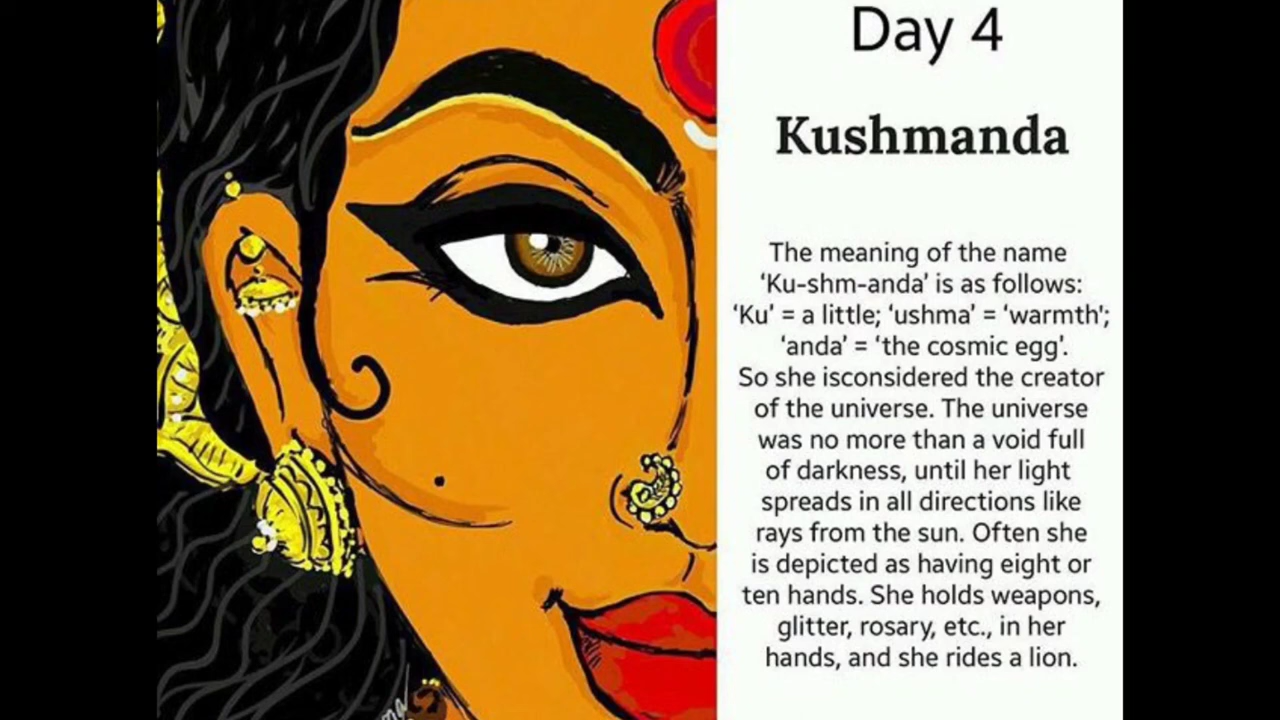 Day 4
Kushmanda
The meaning of the name
‘Ku-shm-anda’ is as follows:
‘Ku’ = a little; ‘ushma’ = ‘warmth’;
‘anda’ = ‘the cosmic egg’.
So she isconsidered the creator
of the universe. The universe
was no more than a void full
of darkness, until her light
spreads in all directions like
rays from the sun. Often she
is depicted as having eight or
ten hands. She holds weapons,
glitter, rosary, etc., in her
hands, and she rides a lion.